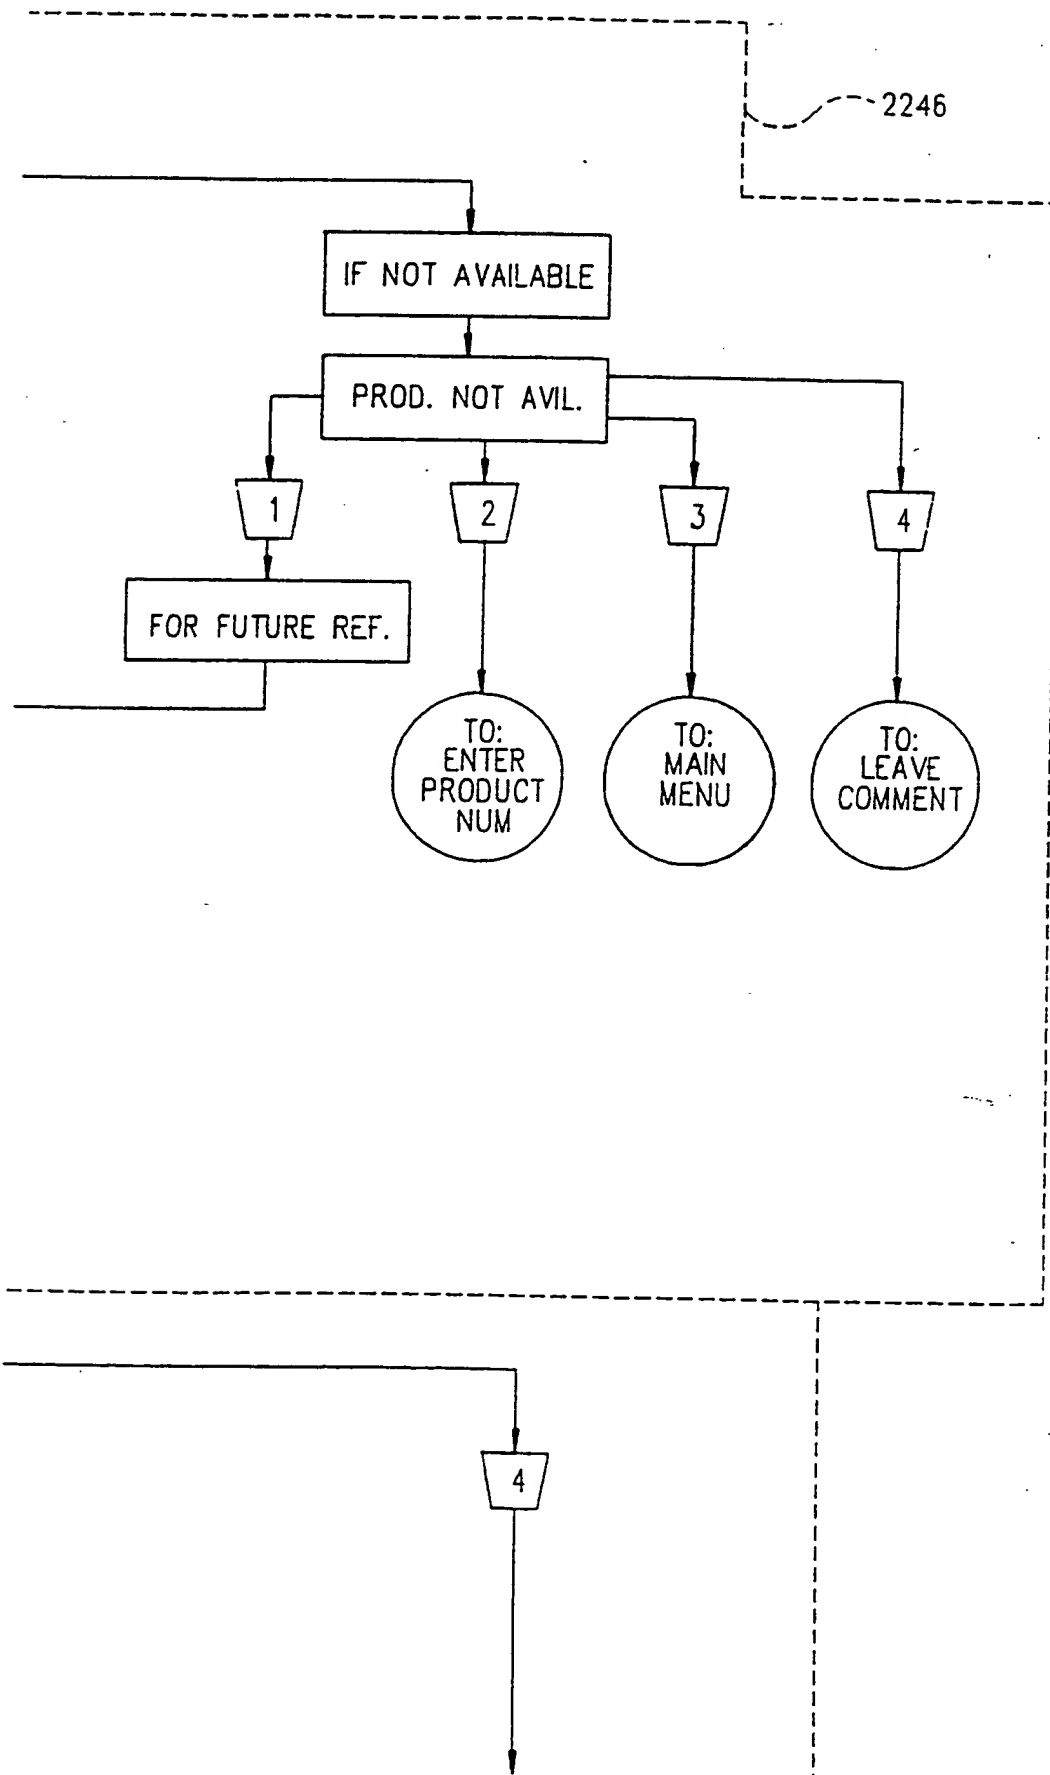 2246
IF NOT AVAILABLE
PROD. NOT AVIL.
1
2
3
4
FOR FUTURE REF.
TO:
ENTER
PRODUCT
NUM
TO:
MAIN
MENU
TO:
LEAVE
COMMENT
4